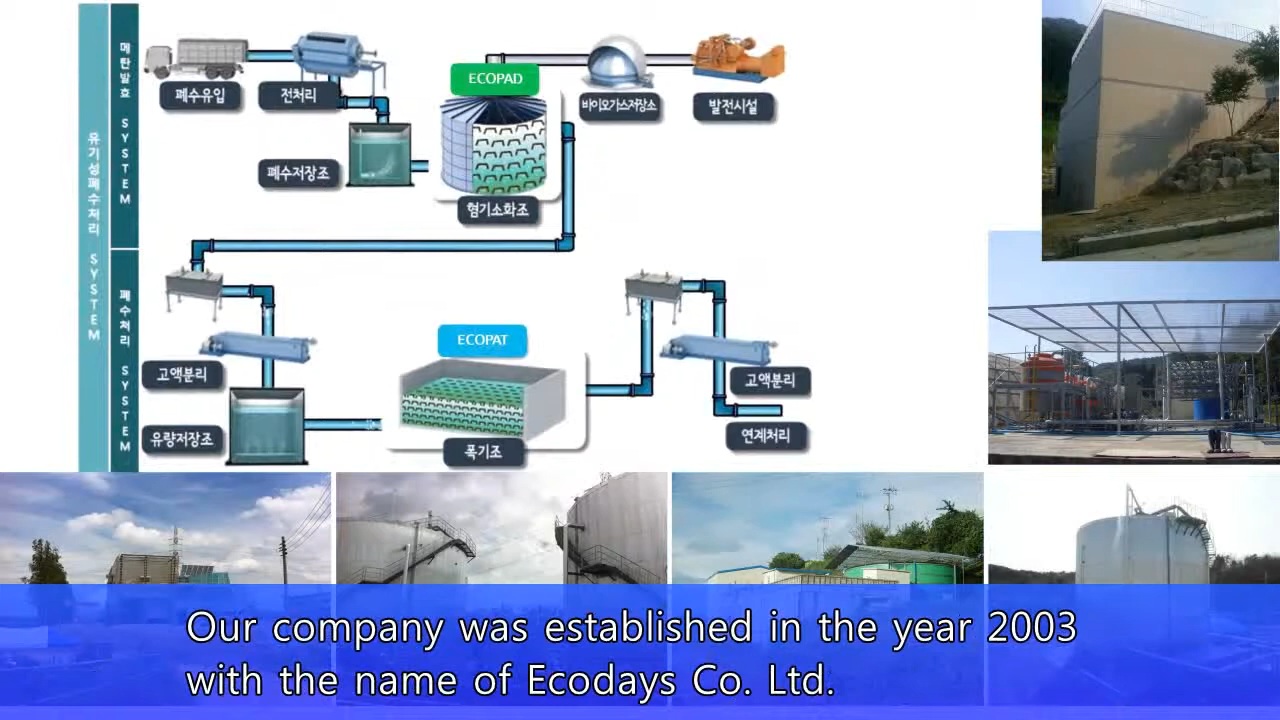 유기성폐수처리 SYSTEM
메탄발효 SYSTEM
폐수유입
전처리
ECOPAD
바이오가스저장소
발전시설
폐수저장조
혐기소화조
폐수처리 SYSTEM
ECOPAT
고액분리
고액분리
유량저장조
폭기조
연계처리
Our company was established in the year 2003
with the name of Ecodays Co. Ltd.